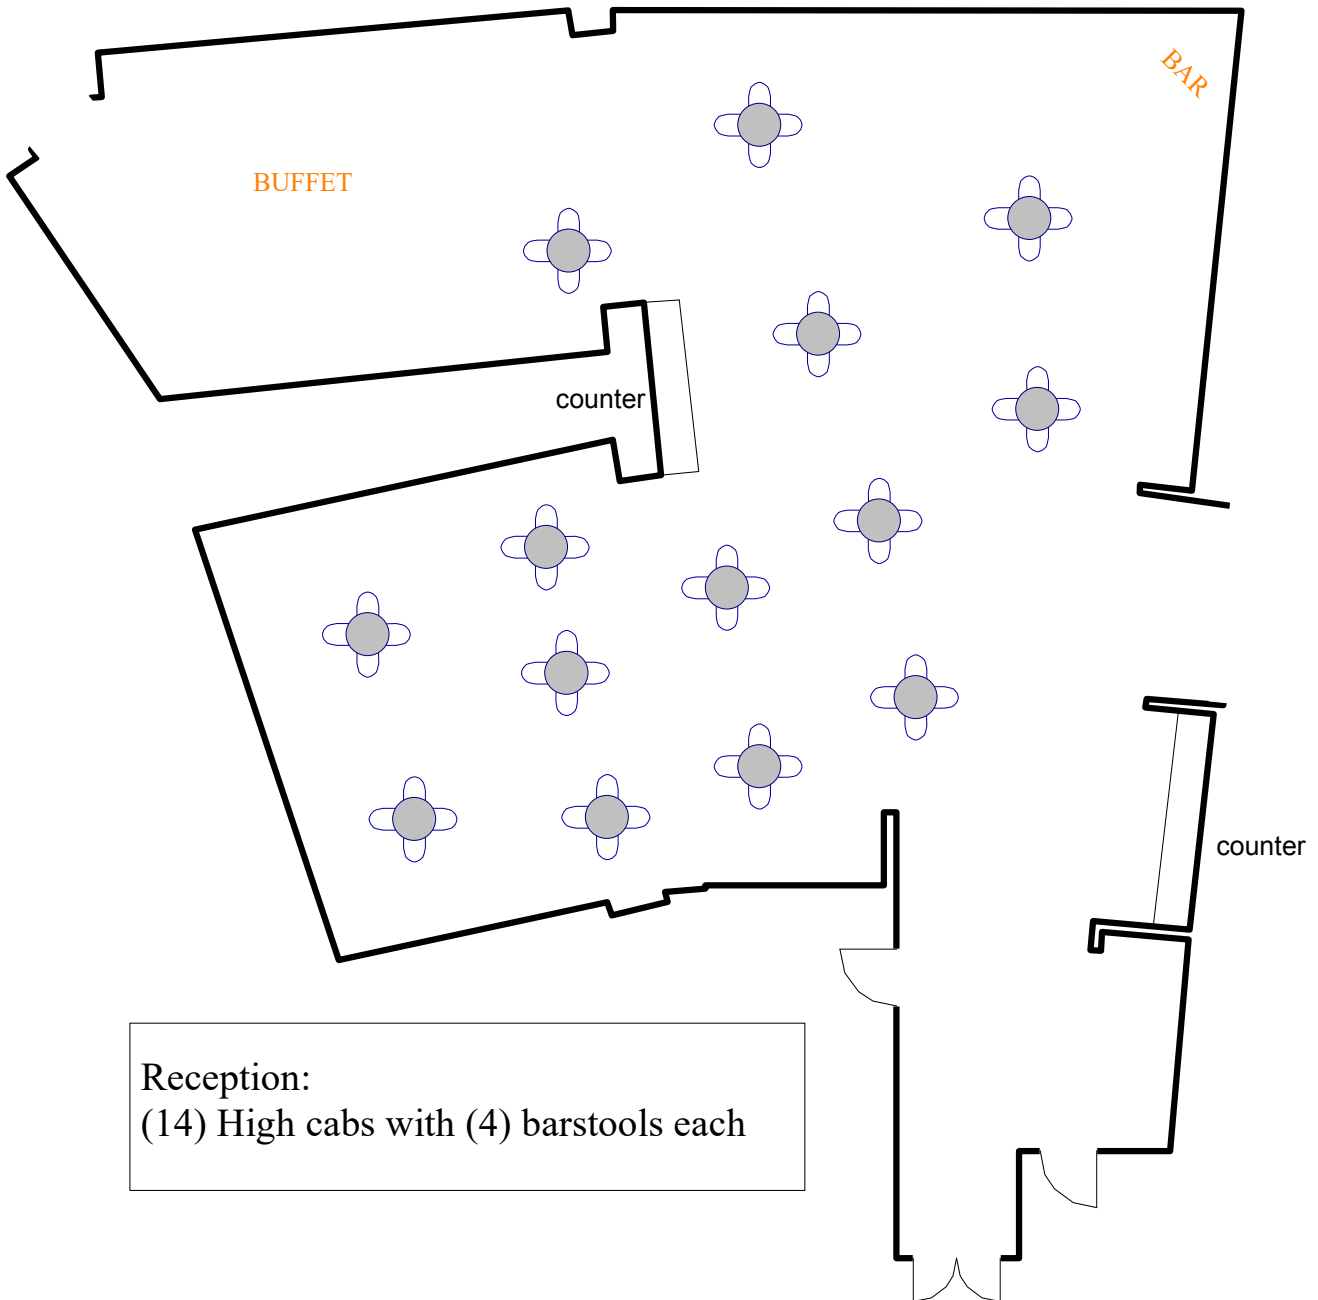 BAR
BUFFET
counter
counter
Reception:
(14) High cabs with (4) barstools each